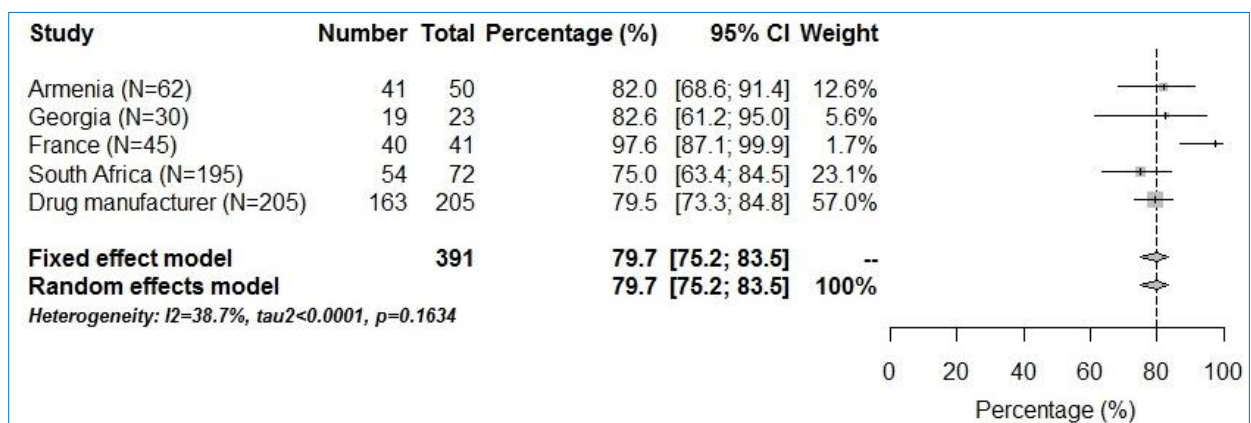 Study Number Total Percentage (%) 95% CI Weight
Armenia (N=62) 41 50 82.0 [68.6; 91.4] 12.6%
Georgia (N=30) 19 23 82.6 [61.2; 95.0] 5.6%
France (N=45) 40 41 97.6 [87.1; 99.9] 1.7%
South Africa (N=195) 54 72 75.0 [63.4; 84.5] 23.1%
Drug manufacturer (N=205) 163 205 79.5 [73.3; 84.8] 57.0%
Fixed effect model 391 79.7 [75.2; 83.5] --
Random effects model 79.7 [75.2; 83.5] 100%
Heterogeneity: I2=38.7%, tau2<0.0001, p=0.1634
0 20 40 60 80 100
Percentage (%)